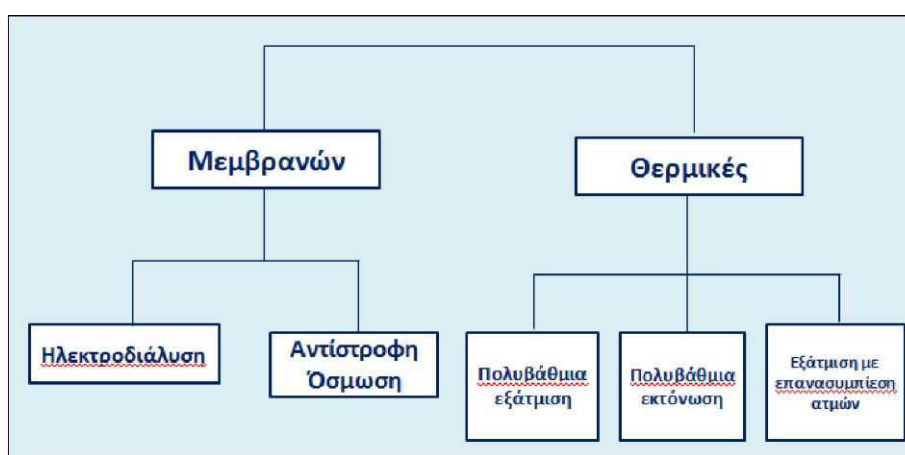 Μεμβρανών
Θερμικές
Ηλεκτροδιάλυση
Αντίστροφη
Όσμωση
Πολυβάθμια
εξάτμιση
Πολυβάθμια
εκτόνωση
Εξάτμιση με
επανασυμπίεση
ατμών